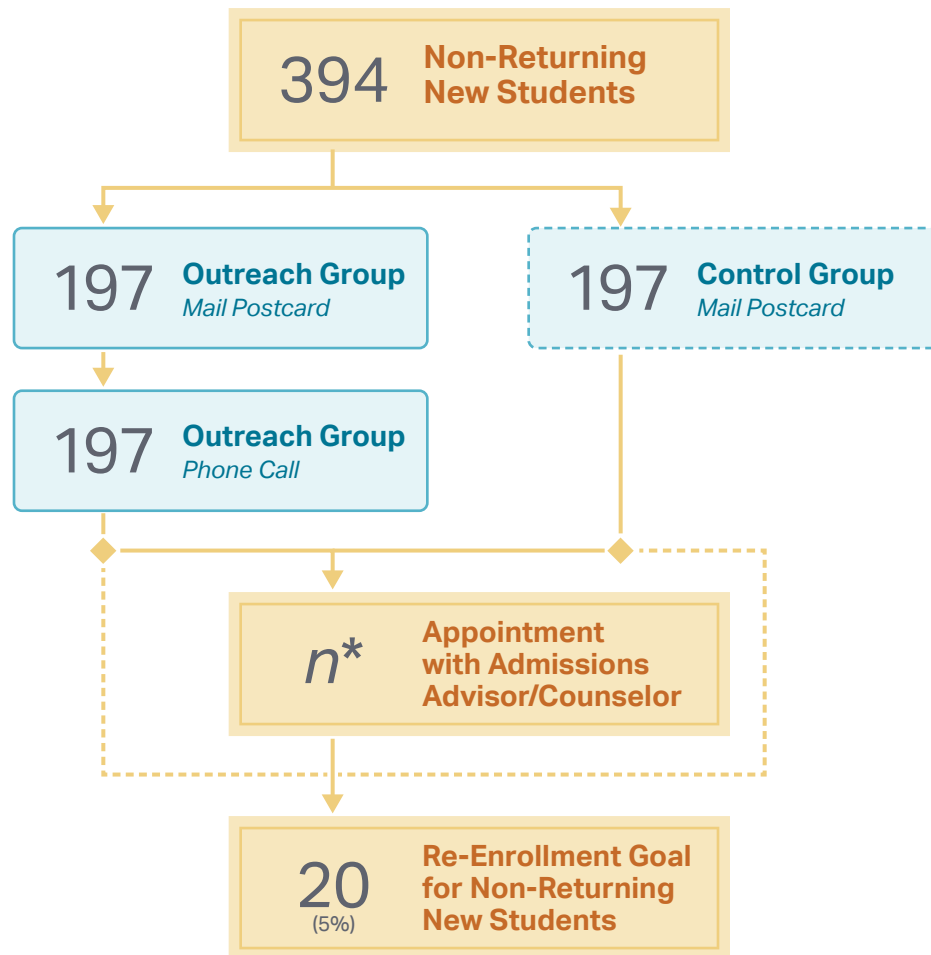 394
Non-Returning
New Students
197
Outreach Group
Mail Postcard
197
Control Group
Mail Postcard
197
Outreach Group
Phone Call
n*
Appointment
with Admissions
Advisor/Counselor
20
(5%)
Re-Enrollment Goal
for Non-Returning
New Students